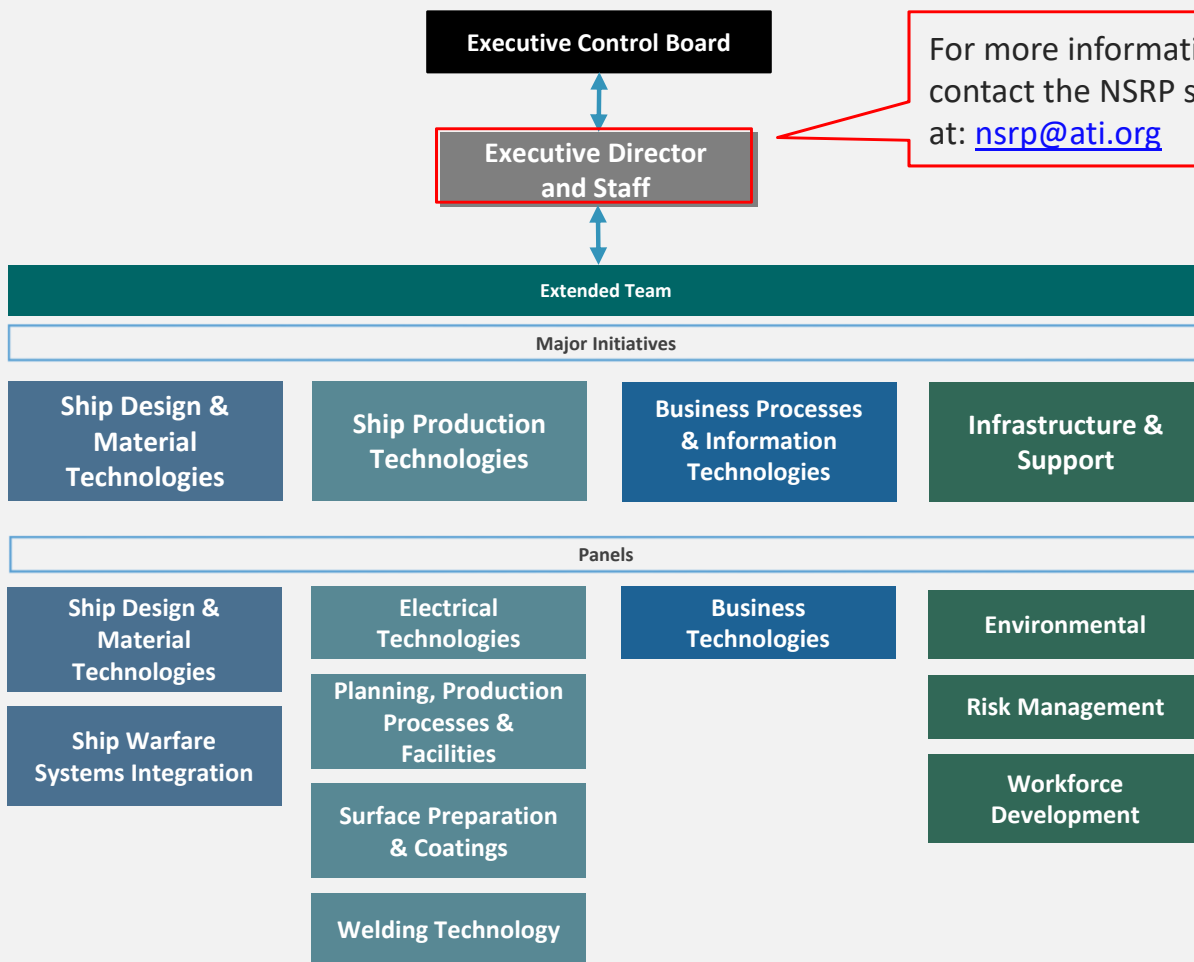 Executive Control Board
For more informati
contact the NSRP s
at: nsrp@ati.org
Executive Director
and Staff
Extended Team
Major Initiatives
Ship Design &
Material
Technologies
Ship Production
Technologies
Business Processes
& Information
Technologies
Infrastructure &
Support
Panels
Ship Design &
Material
Technologies
Ship Warfare
Systems Integration
Electrical
Technologies
Planning, Production
Processes &
Facilities
Surface Preparation
& Coatings
Welding Technology
Business
Technologies
Environmental
Risk Management
Workforce
Development